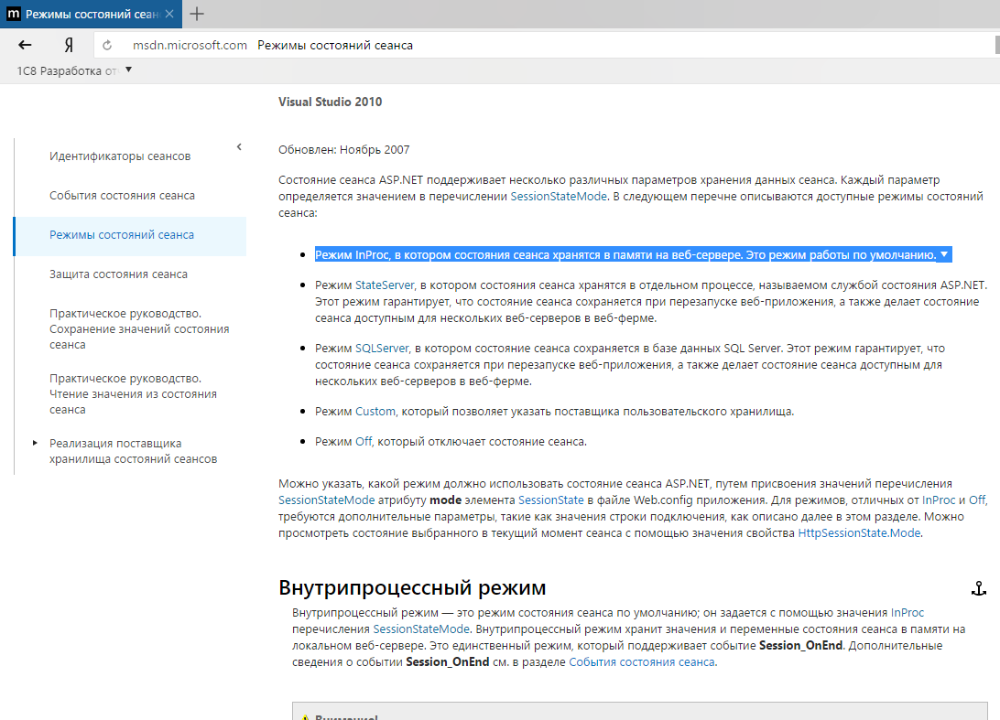 m Режимы состояний сеан
Я msdn.microsoft.com Режимы состояний сеанса
1С8 Разработка от
Visual Studio 2010
Идентификаторы сеансов
События состояния сеанса
Режимы состояний сеанса
Защита состояния сеанса
Практическое руководство.
Сохранение значений состояния
сеанса
Практическое руководство.
Чтение значения из состояния
сеанса
Реализация поставщика
хранилища состояний сеансов
Обновлен: Ноябрь 2007
Состояние сеанса ASP.NET поддерживает несколько различных параметров хранения данных сеанса. Каждый параметр
определяется значением в перечислении SessionStateMode. В следующем перечне описываются доступные режимы состояний
сеанса:
Режим InProc, в котором состояния сеанса хранятся в памяти на веб-сервере. Это режим работы по умолчанию.
Режим StateServer, в котором состояния сеанса хранятся в отдельном процессе, называемом службой состояния ASP.NET.
Этот режим гарантирует, что состояние сеанса сохраняется при перезапуске веб-приложения, а также делает состояние
сеанса доступным для нескольких веб-серверов в веб-ферме.
Режим SQLServer, в котором состояние сеанса сохраняется в базе данных SQL Server. Этот режим гарантирует, что
состояние сеанса сохраняется при перезапуске веб-приложения, а также делает состояние сеанса доступным для
нескольких веб-серверов в веб-ферме.
Режим Custom, который позволяет указать поставщика пользовательского хранилища.
Режим Off, который отключает состояние сеанса.
Можно указать, какой режим должно использовать состояние сеанса ASP.NET, путем присвоения значений перечисления
SessionStateMode атрибуту mode элемента SessionState в файле Web.config приложения. Для режимов, отличных от InProc и Off,
требуются дополнительные параметры, такие как значения строки подключения, как описано далее в этом разделе. Можно
просмотреть состояние выбранного в текущий момент сеанса с помощью значения свойства HttpSessionState.Mode.
Внутрипроцессный режим
Внутрипроцессный режим — это режим состояния сеанса по умолчанию; он задается с помощью значения InProc
перечисления SessionStateMode. Внутрипроцессный режим хранит значения и переменные состояния сеанса в памяти на
локальном веб-сервере. Это единственный режим, который поддерживает событие Session_OnEnd. Дополнительные
сведения о событии Session_OnEnd см. в разделе События состояния сеанса.
Внимание!